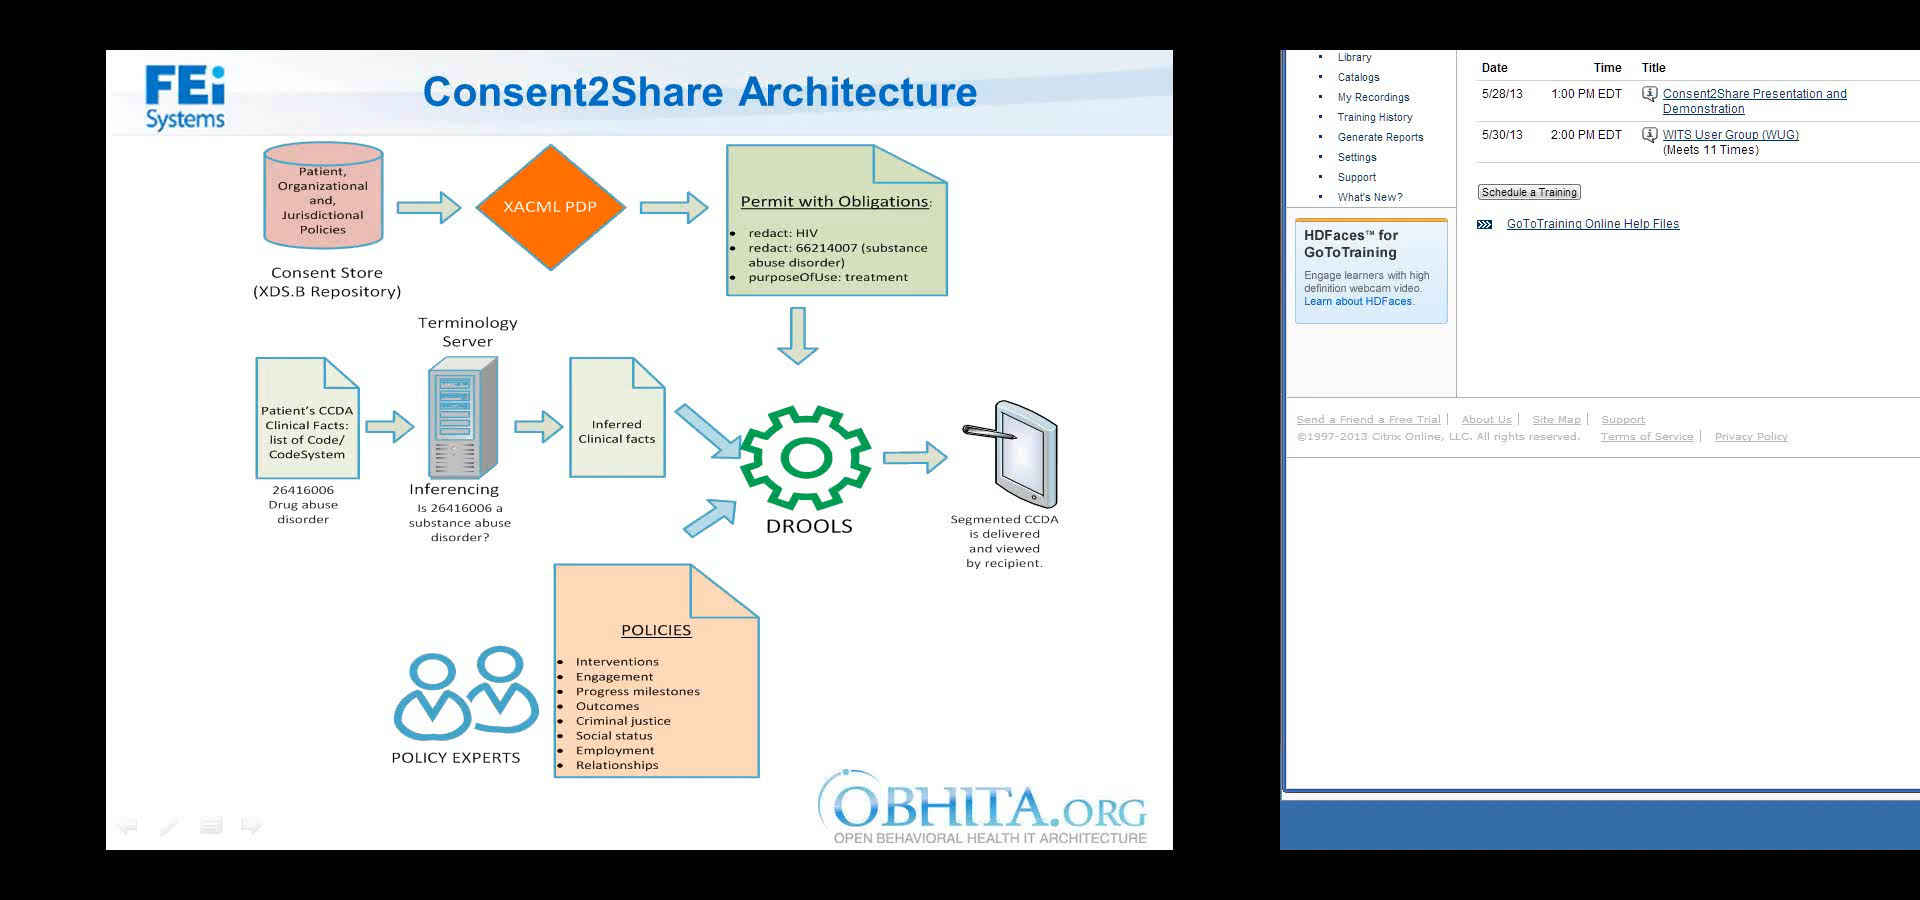 FEi
Systems
Consent2Share Architecture
Patient,
Organizational
and,
Jurisdictional
Policies
Consent Store
(XDS.B Repository)
XACML PDP
Permit with Obligations:
• redact: HIV
• redact: 66214007 (substance
abuse disorder)
• purposeOfUse: treatment
Terminology
Server
Patient's CCDA
Clinical Facts:
list of Code/
CodeSystem
26416006
Drug abuse
disorder
Inferencing
Is 26416006 a
substance abuse
disorder?
Inferred
Clinical facts
DROOLS
Segmented CCDA
is delivered
and viewed
by recipient.
POLICIES
• Interventions
• Engagement
• Progress milestones
• Outcomes
• Criminal justice
• Social status
• Employment
• Relationships
POLICY EXPERTS
OBHITA.ORG
OPEN BEHAVIORAL HEALTH IT ARCHITECTURE
Library
Catalogs
My Recordings
Training History
Generate Reports
Settings
Support
What's New?
HDFaces™ for
GoToTraining
Engage learners with high
definition webcam video.
Learn about HDFaces.
Date Time Title
5/28/13 1:00 PM EDT Consent2Share Presentation and
Demonstration
5/30/13 2:00 PM EDT WITS User Group (WUG)
(Meets 11 Times)
Schedule a Training
GoToTraining Online Help Files
Send a Friend a Free Trial | About Us | Site Map | Support
©1997-2013 Citrix Online, LLC. All rights reserved. Terms of Service | Privacy Policy